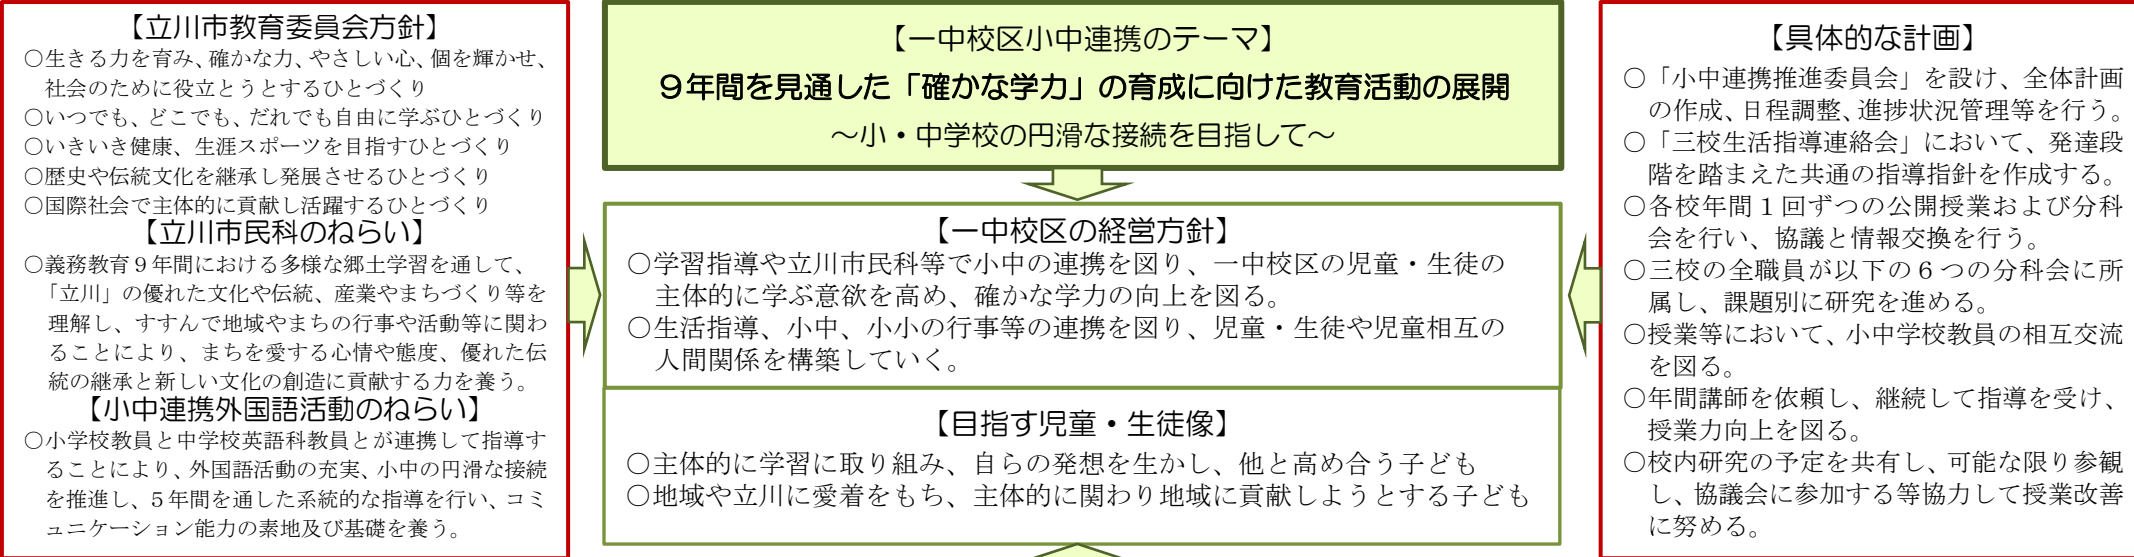 【立川市教育委員会方針】
○生きる力を育み、確かな力、やさしい心、個を輝かせ、
社会のために役立とうとするひとづくり
○いつでも、どこでも、だれでも自由に学ぶひとづくり
○いきいき健康、生涯スポーツを目指すひとづくり
○歴史や伝統文化を継承し発展させるひとづくり
○国際社会で主体的に貢献し活躍するひとづくり
【立川市民科のねらい】
○義務教育９年間における多様な郷土学習を通して、
「立川」の優れた文化や伝統、産業やまちづくり等を
理解し、すすんで地域やまちの行事や活動等に関わ
ることにより、まちを愛する心情や態度、優れた伝
統の継承と新しい文化の創造に貢献する力を養う。
【小中連携外国語活動のねらい】
○小学校教員と中学校英語科教員とが連携して指導す
ることにより、外国語活動の充実、小中の円滑な接続
を推進し、５年間を通した系統的な指導を行い、コミ
ュニケーション能力の素地及び基礎を養う。
【一中校区小中連携のテーマ】
９年間を見通した「確かな学力」の育成に向けた教育活動の展開
～小・中学校の円滑な接続を目指して～
【一中校区の経営方針】
○学習指導や立川市民科等で小中の連携を図り、一中校区の児童・生徒の
主体的に学ぶ意欲を高め、確かな学力の向上を図る。
○生活指導、小中、小小の行事等の連携を図り、児童・生徒や児童相互の
人間関係を構築していく。
【目指す児童・生徒像】
○主体的に学習に取り組み、自らの発想を生かし、他と高め合う子ども
○地域や立川に愛着をもち、主体的に関わり地域に貢献しようとする子ども
【具体的な計画】
○「小中連携推進委員会」を設け、全体計画
の作成、日程調整、進捗状況管理等を行う。
○「三校生活指導連絡会」において、発達段
階を踏まえた共通の指導指針を作成する。
○各校年間１回ずつの公開授業および分科
会を行い、協議と情報交換を行う。
○三校の全職員が以下の６つの分科会に所
属し、課題別に研究を進める。
○授業等において、小中学校教員の相互交流
を図る。
○年間講師を依頼し、継続して指導を受け、
授業力向上を図る。
○校内研究の予定を共有し、可能な限り参観
し、協議会に参加する等協力して授業改善
に努める。